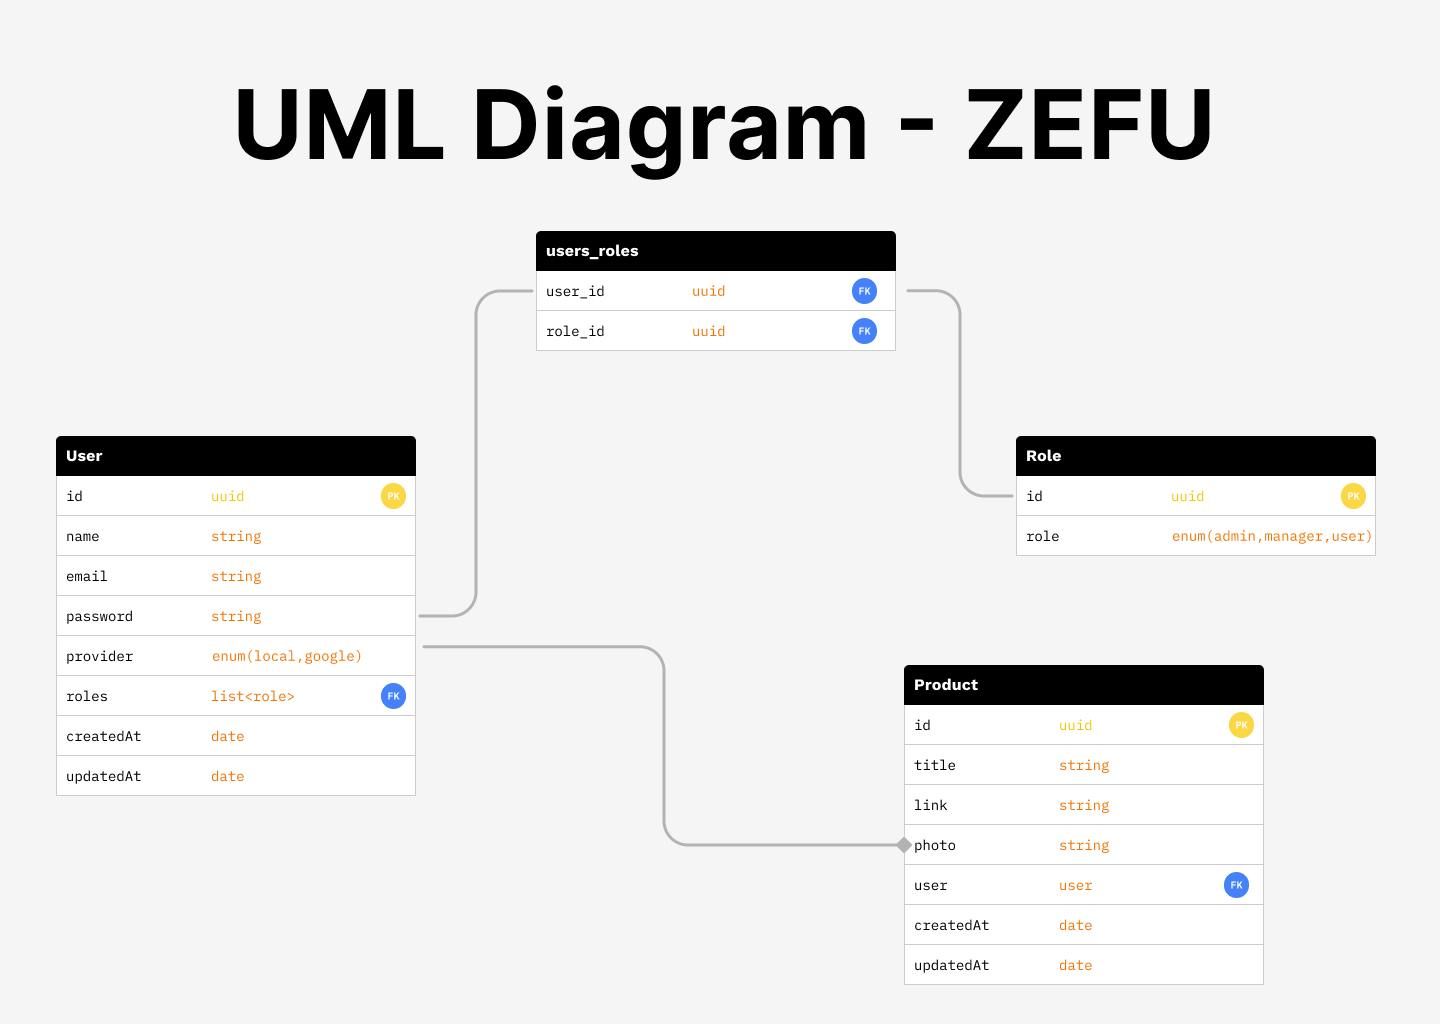 UML Diagram - ZEFU
users_roles
user_id uuid FK
role_id uuid FK
User
id uuid PK
name string
email string
password string
provider enum(local,google)
roles list<role> FK
createdAt date
updatedAt date
Role
id uuid PK
role enum(admin,manager,user)
Product
id uuid PK
title string
link string
photo string
user user FK
createdAt date
updatedAt date